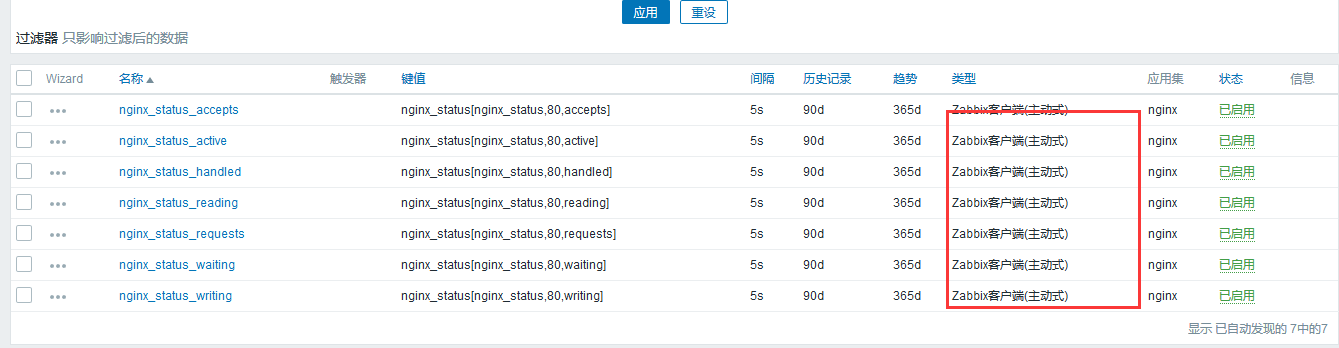 应用 重设
过滤器 只影响过滤后的数据
Wizard 名称 触发器 键值 间隔 历史记录 趋势 类型 应用集 状态 信息
nginx_status_accepts nginx_status[nginx_status,80,accepts] 5s 90d 365d Zabbix客户端(主动式) nginx 已启用
nginx_status_active nginx_status[nginx_status,80,active] 5s 90d 365d Zabbix客户端(主动式) nginx 已启用
nginx_status_handled nginx_status[nginx_status,80,handled] 5s 90d 365d Zabbix客户端(主动式) nginx 已启用
nginx_status_reading nginx_status[nginx_status,80,reading] 5s 90d 365d Zabbix客户端(主动式) nginx 已启用
nginx_status_requests nginx_status[nginx_status,80,requests] 5s 90d 365d Zabbix客户端(主动式) nginx 已启用
nginx_status_waiting nginx_status[nginx_status,80,waiting] 5s 90d 365d Zabbix客户端(主动式) nginx 已启用
nginx_status_writing nginx_status[nginx_status,80,writing] 5s 90d 365d Zabbix客户端(主动式) nginx 已启用
显示 已自动发现的 7中的7